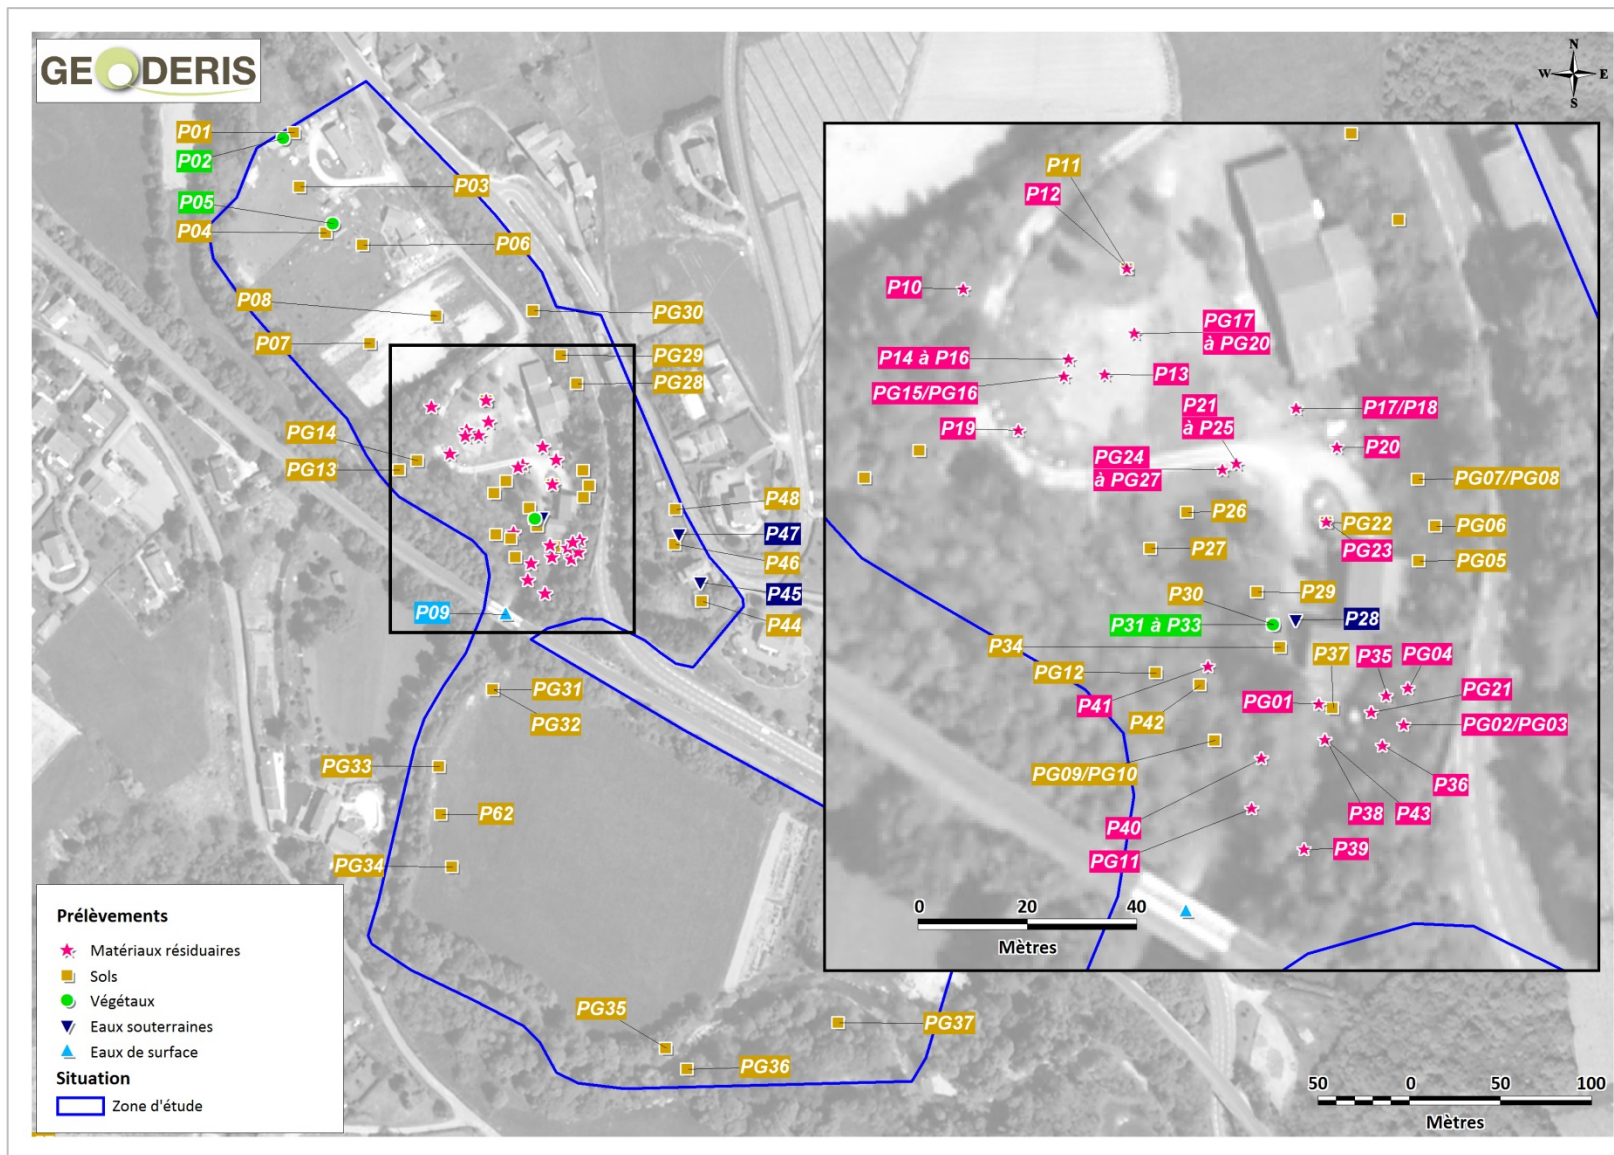 GEODERIS
N
W E
S
P01
P02
P03
P05
P04
P06
P08
P07
PG30
PG29
PG28
PG14
PG13
P48
P47
P46
P45
P44
P09
PG31
PG32
PG33
P62
PG34
PG35
PG36
PG37
P11
P12
P10
PG17
à PG20
P14 à P16
P13
PG15/PG16
P21
à P25
P17/P18
P19
P20
PG24
à PG27
PG07/PG08
P26
PG22
PG06
PG23
P27
PG05
P30
P29
P31 à P33
P28
P34
P37
P35
PG04
PG12
PG21
P41
PG01
P42
PG02/PG03
PG09/PG10
P36
P40
P38
P43
PG11
P39
0 20 40
Mètres
Prélèvements
Matériaux résiduaires
Sols
Végétaux
Eaux souterraines
Eaux de surface
Situation
Zone d'étude
50 0 50 100
Mètres